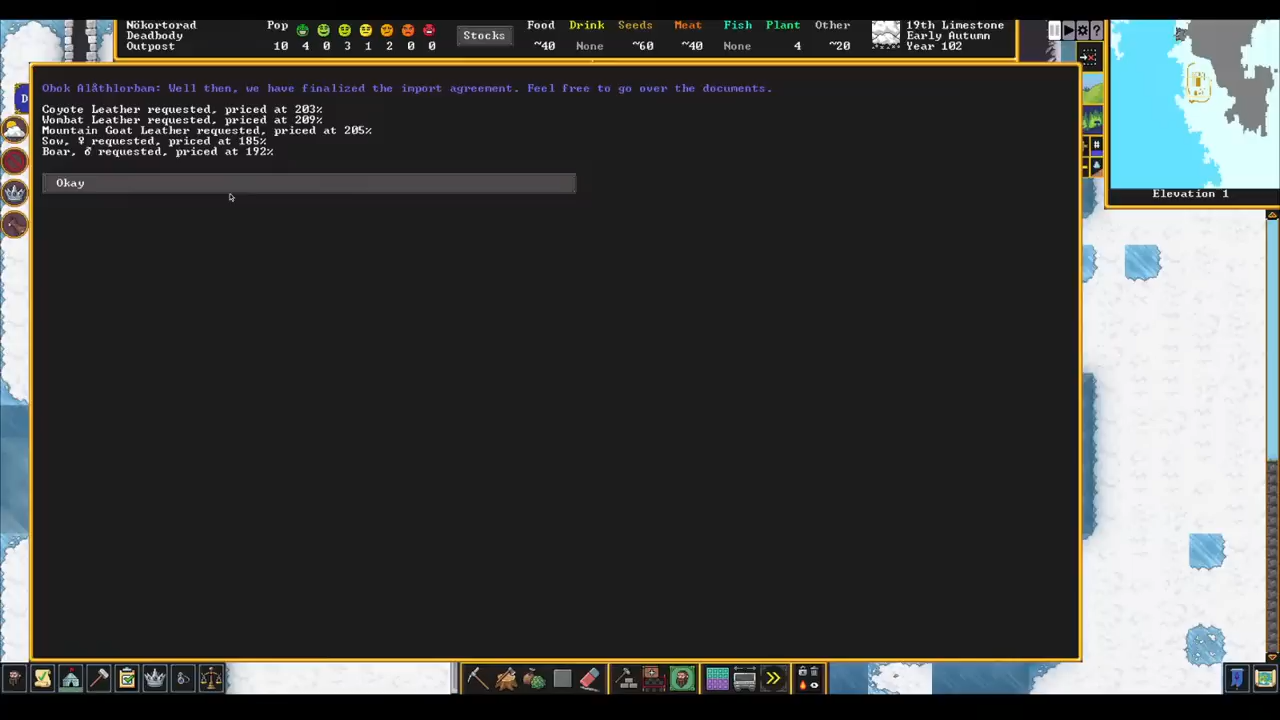 Nökortorad
Deadbody
Outpost
Pop
10 4 0 3 1 2 0 0
Stocks
Food Drink Seeds Meat Fish Plant Other
~40 None ~60 ~40 None 4 ~20
19th Limestone
Early Autumn
Year 102
Obok Alåthlorbam: Well then, we have finalized the import agreement. Feel free to go over the documents.
Coyote Leather requested, priced at 203%
Wombat Leather requested, priced at 209%
Mountain Goat Leather requested, priced at 205%
Sow, ♀ requested, priced at 185%
Boar, ♂ requested, priced at 192%
Okay
Elevation 1